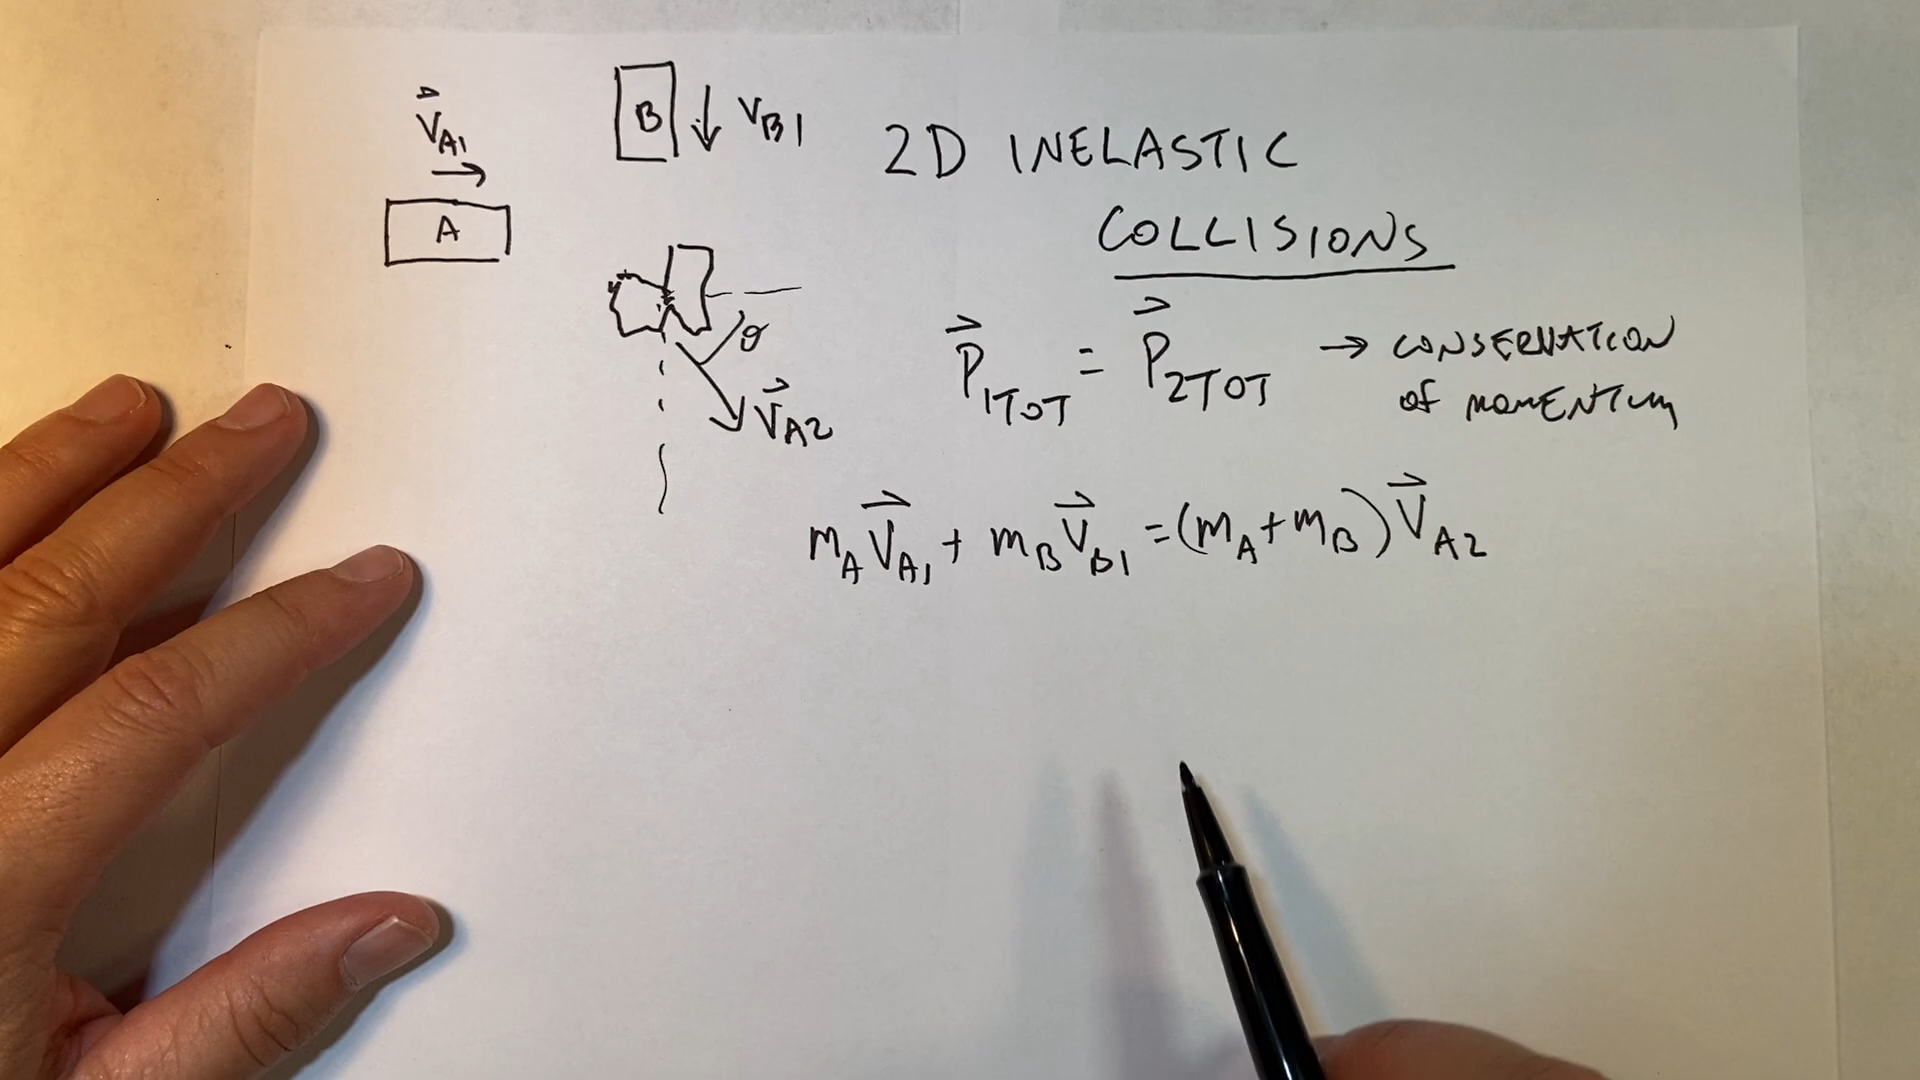 V⃗A1
A
B
VB1
2D INELASTIC
COLLISIONS
θ
V⃗A2
P⃗1TOT = P⃗2TOT → CONSERVATION
of MOMENTUM
mAV⃗A1 + mBV⃗B1 = (mA+mB)V⃗A2